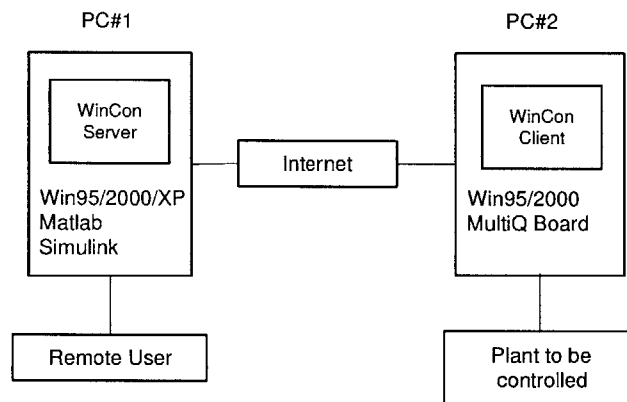 PC#1
PC#2
WinCon
Server
WinCon
Client
Internet
Win95/2000/XP
Matlab
Simulink
Win95/2000
MultiQ Board
Remote User
Plant to be
controlled